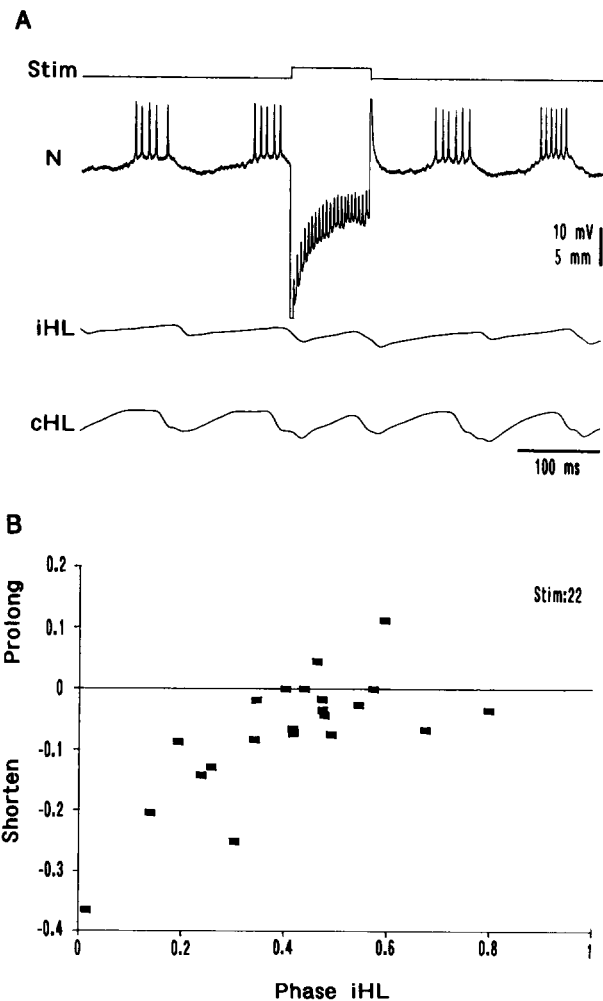 A
Stim
N
10 mV
5 mm
iHL
cHL
100 ms
B
0.2
0.1
0
-0.1
-0.2
-0.3
-0.4
Prolong
Shorten
Stim:22
0
0.2
0.4
0.6
0.8
1
Phase iHL